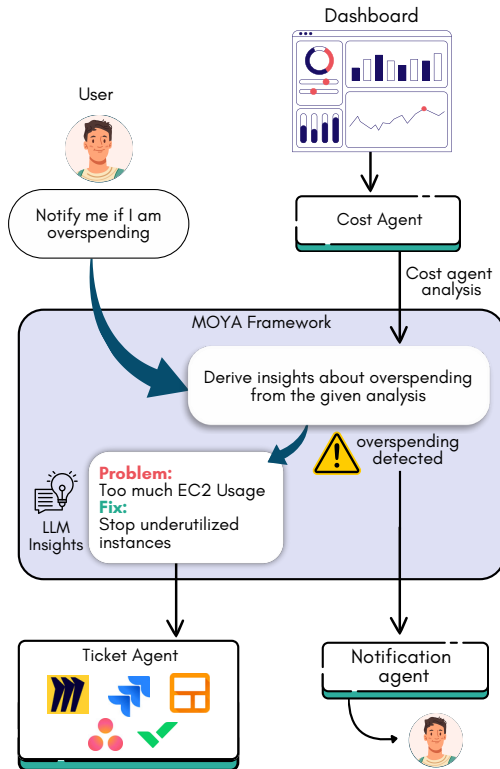 Dashboard
User
Notify me if I am
overspending
Cost Agent
Cost agent
analysis
MOYA Framework
Derive insights about overspending
from the given analysis
overspending
detected
Problem:
Too much EC2 Usage
Fix:
Stop underutilized
instances
LLM
Insights
Ticket Agent
Notification
agent